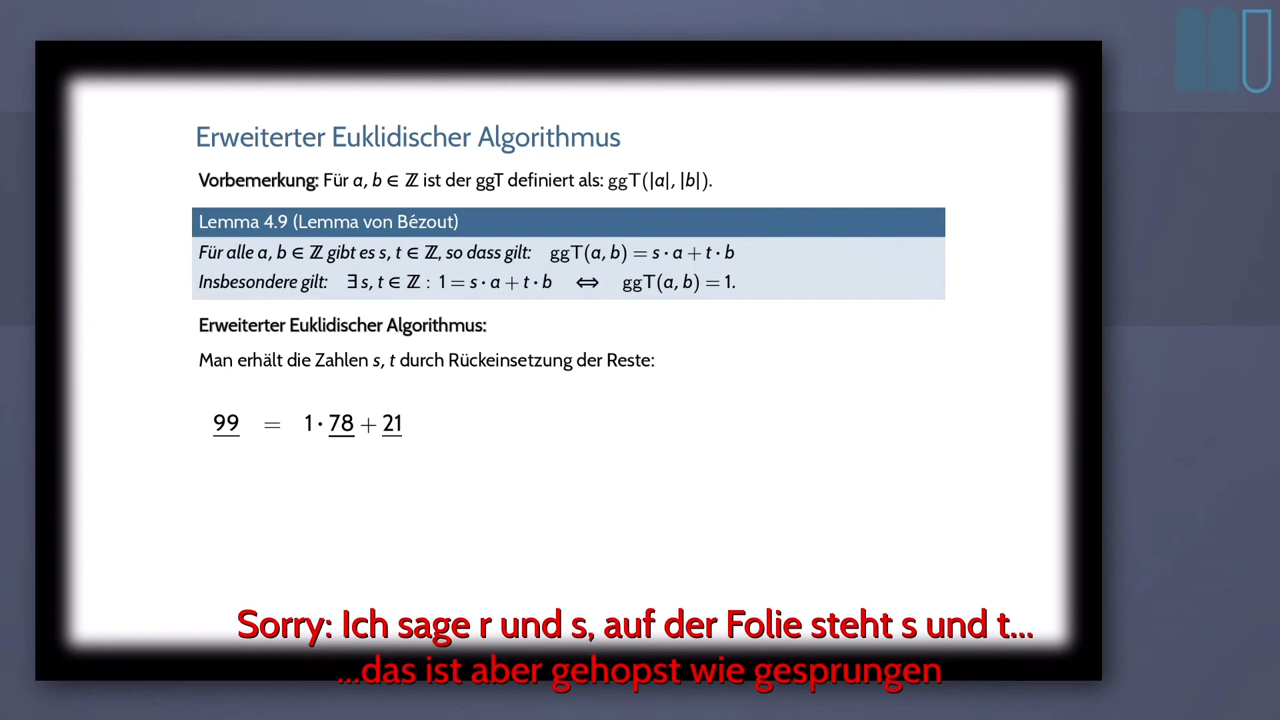 Erweiterter Euklidischer Algorithmus
Vorbemerkung: Für a, b ∈ ℤ ist der ggT definiert als: ggT(|a|, |b|).
Lemma 4.9 (Lemma von Bézout)
Für alle a, b ∈ ℤ gibt es s, t ∈ ℤ, so dass gilt: ggT(a, b) = s · a + t · b
Insbesondere gilt: ∃ s, t ∈ ℤ : 1 = s · a + t · b ⟺ ggT(a, b) = 1.
Erweiterter Euklidischer Algorithmus:
Man erhält die Zahlen s, t durch Rückeinsetzung der Reste:
99 = 1 · 78 + 21
Sorry: Ich sage r und s, auf der Folie steht s und t...
...das ist aber gehopst wie gesprungen